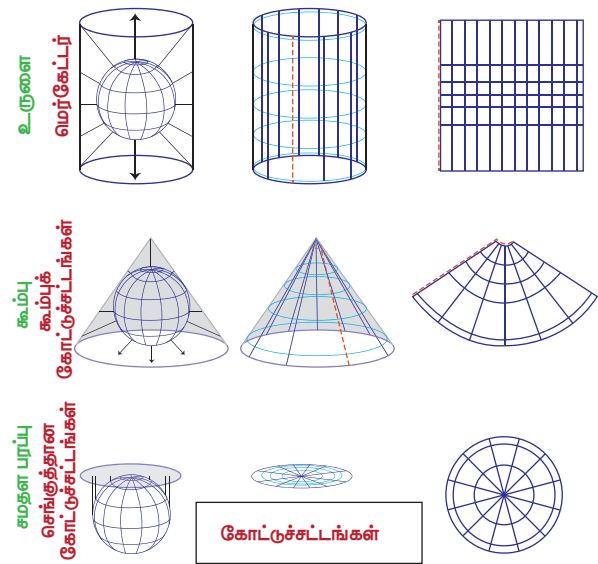 உருளை
மெர்கேட்டர்
கூம்பு
கூம்புக்
கோட்டுச்சட்டங்கள்
சமதள பரப்பு
செங்குத்தான
கோட்டுச்சட்டங்கள்
கோட்டுச்சட்டங்கள்